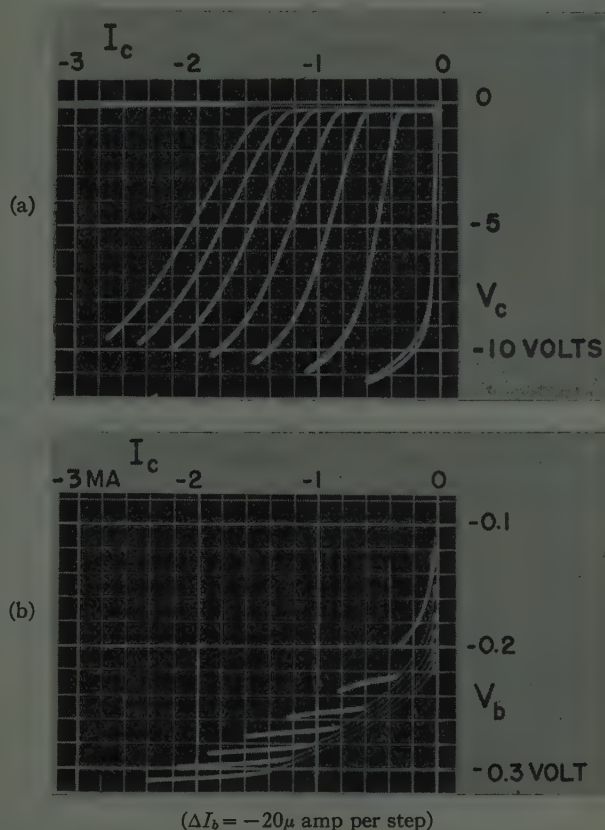 I_c
-3 -2 -1 0
0
(a)
-5
V_c
-10 VOLTS
I_c
-3 MA -2 -1 0
-0.1
(b)
-0.2
V_b
-0.3 VOLT
(ΔI_b = −20μ amp per step)